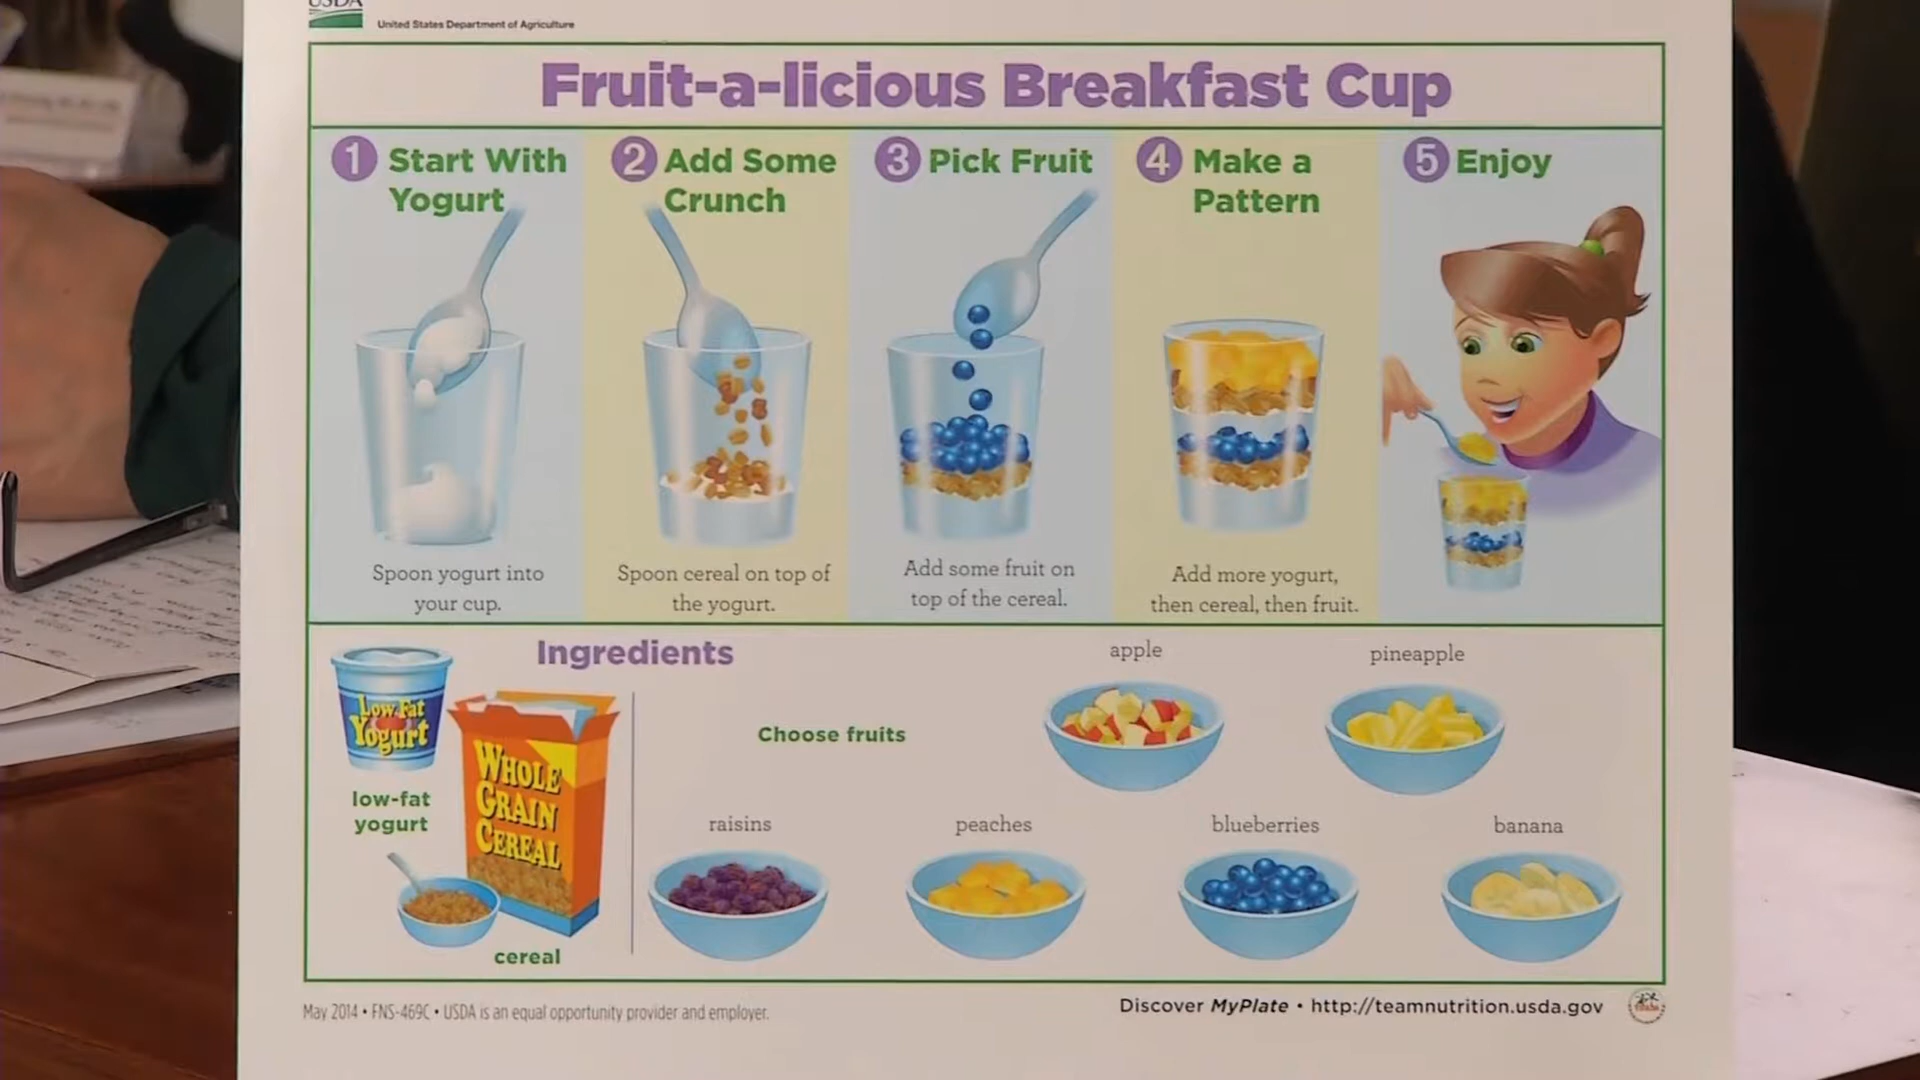 USDA
United States Department of Agriculture
Fruit-a-licious Breakfast Cup
1 Start With
Yogurt
Spoon yogurt into
your cup.
2 Add Some
Crunch
Spoon cereal on top of
the yogurt.
3 Pick Fruit
Add some fruit on
top of the cereal.
4 Make a
Pattern
Add more yogurt,
then cereal, then fruit.
5 Enjoy
Ingredients
Low Fat
Yogurt
low-fat
yogurt
WHOLE
GRAIN
CEREAL
cereal
Choose fruits
apple
pineapple
raisins
peaches
blueberries
banana
May 2014 • FNS-469C • USDA is an equal opportunity provider and employer.
Discover MyPlate • http://teamnutrition.usda.gov